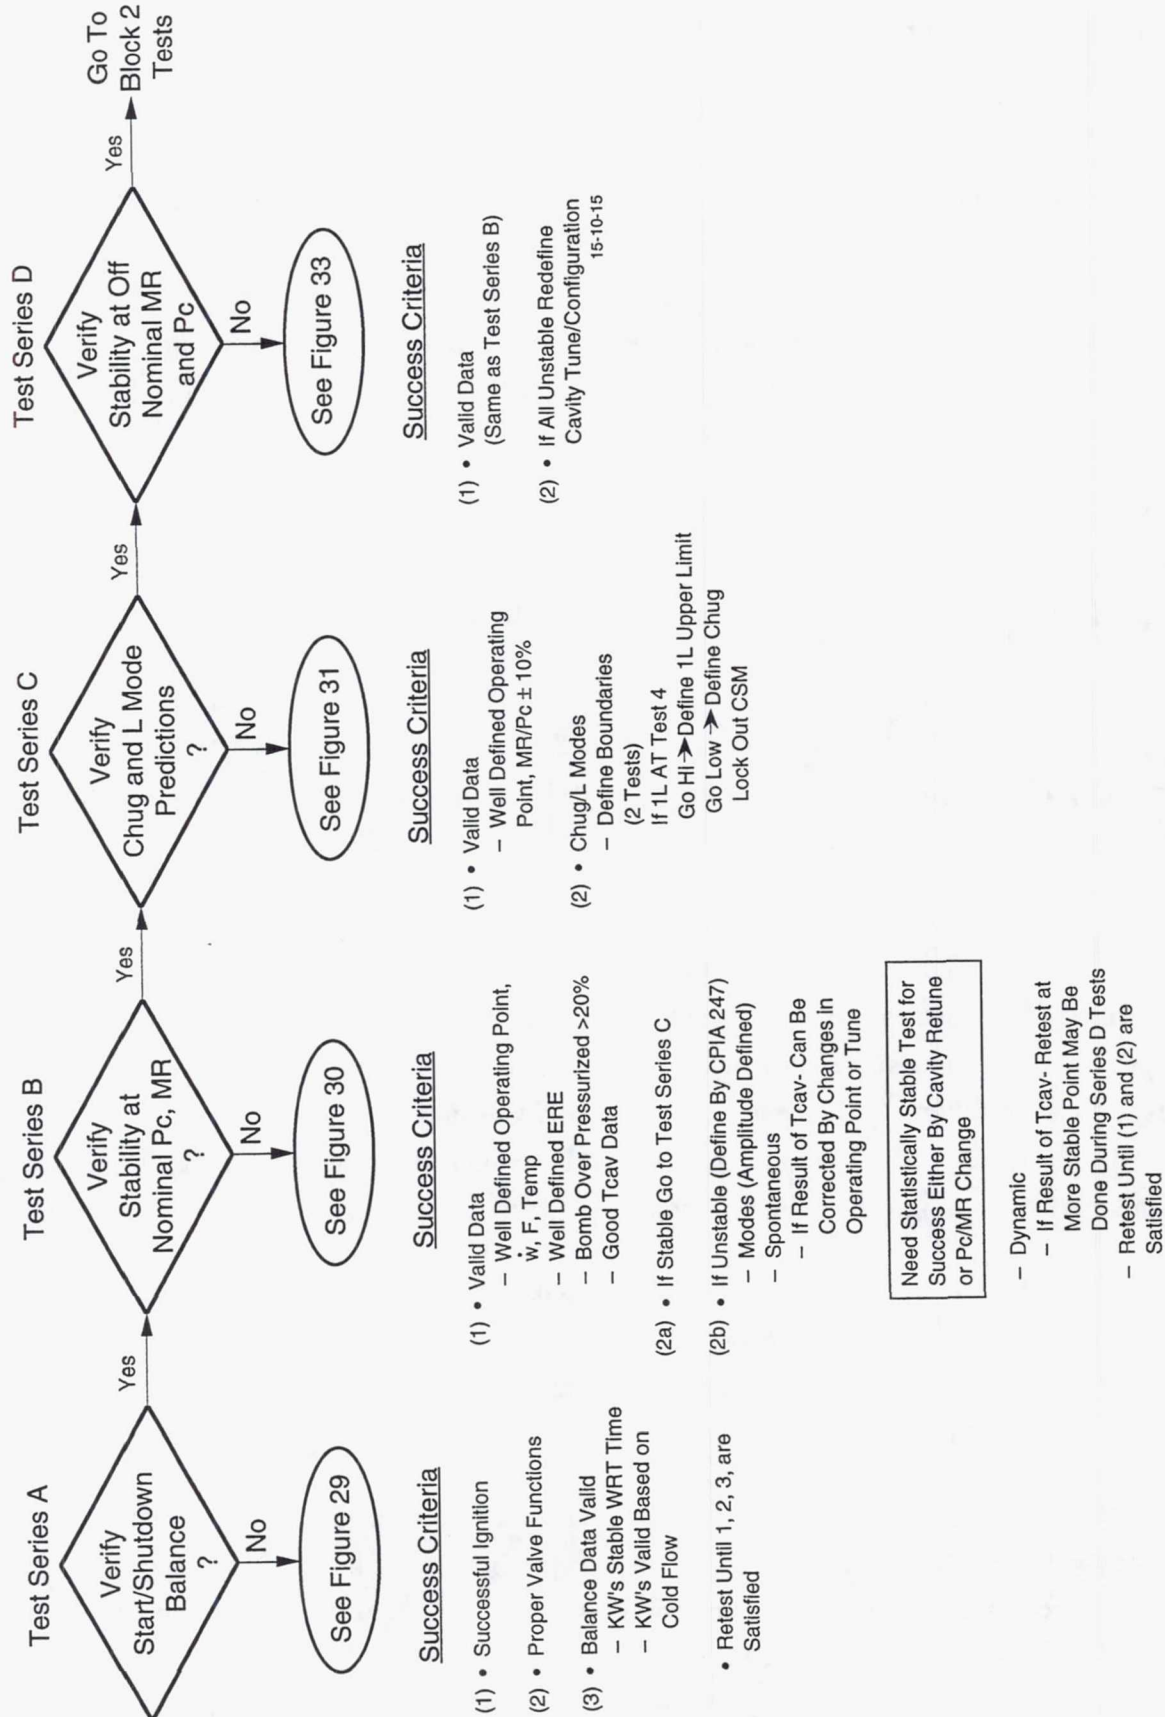 Test Series A
Verify
Start/Shutdown
Balance
?
Yes
No
See Figure 29
Success Criteria
(1) • Successful Ignition
(2) • Proper Valve Functions
(3) • Balance Data Valid
– KW's Stable WRT Time
– KW's Valid Based on
Cold Flow
• Retest Until 1, 2, 3, are
Satisfied
Test Series B
Verify
Stability at
Nominal Pc, MR
?
Yes
No
See Figure 30
Success Criteria
(1) • Valid Data
– Well Defined Operating Point,
ẇ, F, Temp
– Well Defined ERE
– Bomb Over Pressurized >20%
– Good Tcav Data
(2a) • If Stable Go to Test Series C
(2b) • If Unstable (Define By CPIA 247)
– Modes (Amplitude Defined)
– Spontaneous
– If Result of Tcav- Can Be
Corrected By Changes in
Operating Point or Tune
Need Statistically Stable Test for
Success Either By Cavity Retune
or Pc/MR Change
– Dynamic
– If Result of Tcav- Retest at
More Stable Point May Be
Done During Series D Tests
– Retest Until (1) and (2) are
Satisfied
Test Series C
Verify
Chug and L Mode
Predictions
?
Yes
No
See Figure 31
Success Criteria
(1) • Valid Data
– Well Defined Operating
Point, MR/Pc ± 10%
(2) • Chug/L Modes
– Define Boundaries
(2 Tests)
If 1L AT Test 4
Go Hi➤Define 1L Upper Limit
Go Low ➤ Define Chug
Lock Out CSM
Test Series D
Verify
Stability at Off
Nominal MR
and Pc
Yes
Go To
Block 2
Tests
No
See Figure 33
Success Criteria
(1) • Valid Data
(Same as Test Series B)
(2) • If All Unstable Redefine
Cavity Tune/Configuration
15-10-15